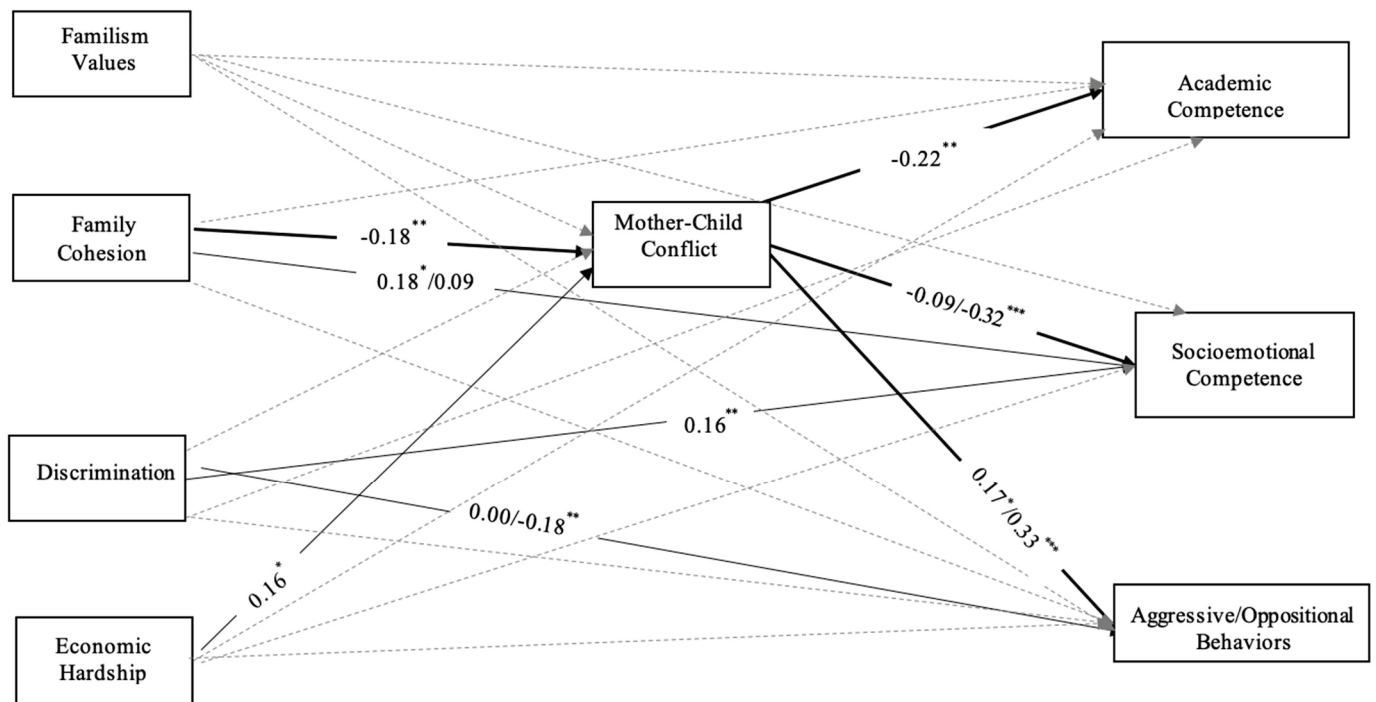 Familism
Values
Academic
Competence
-0.22**
Family
Cohesion
-0.18**
Mother-Child
Conflict
0.18*/0.09
-0.09/-0.32***
Socioemotional
Competence
0.16**
Discrimination
0.00/-0.18**
0.17*/0.33***
0.16*
Economic
Hardship
Aggressive/Oppositional
Behaviors